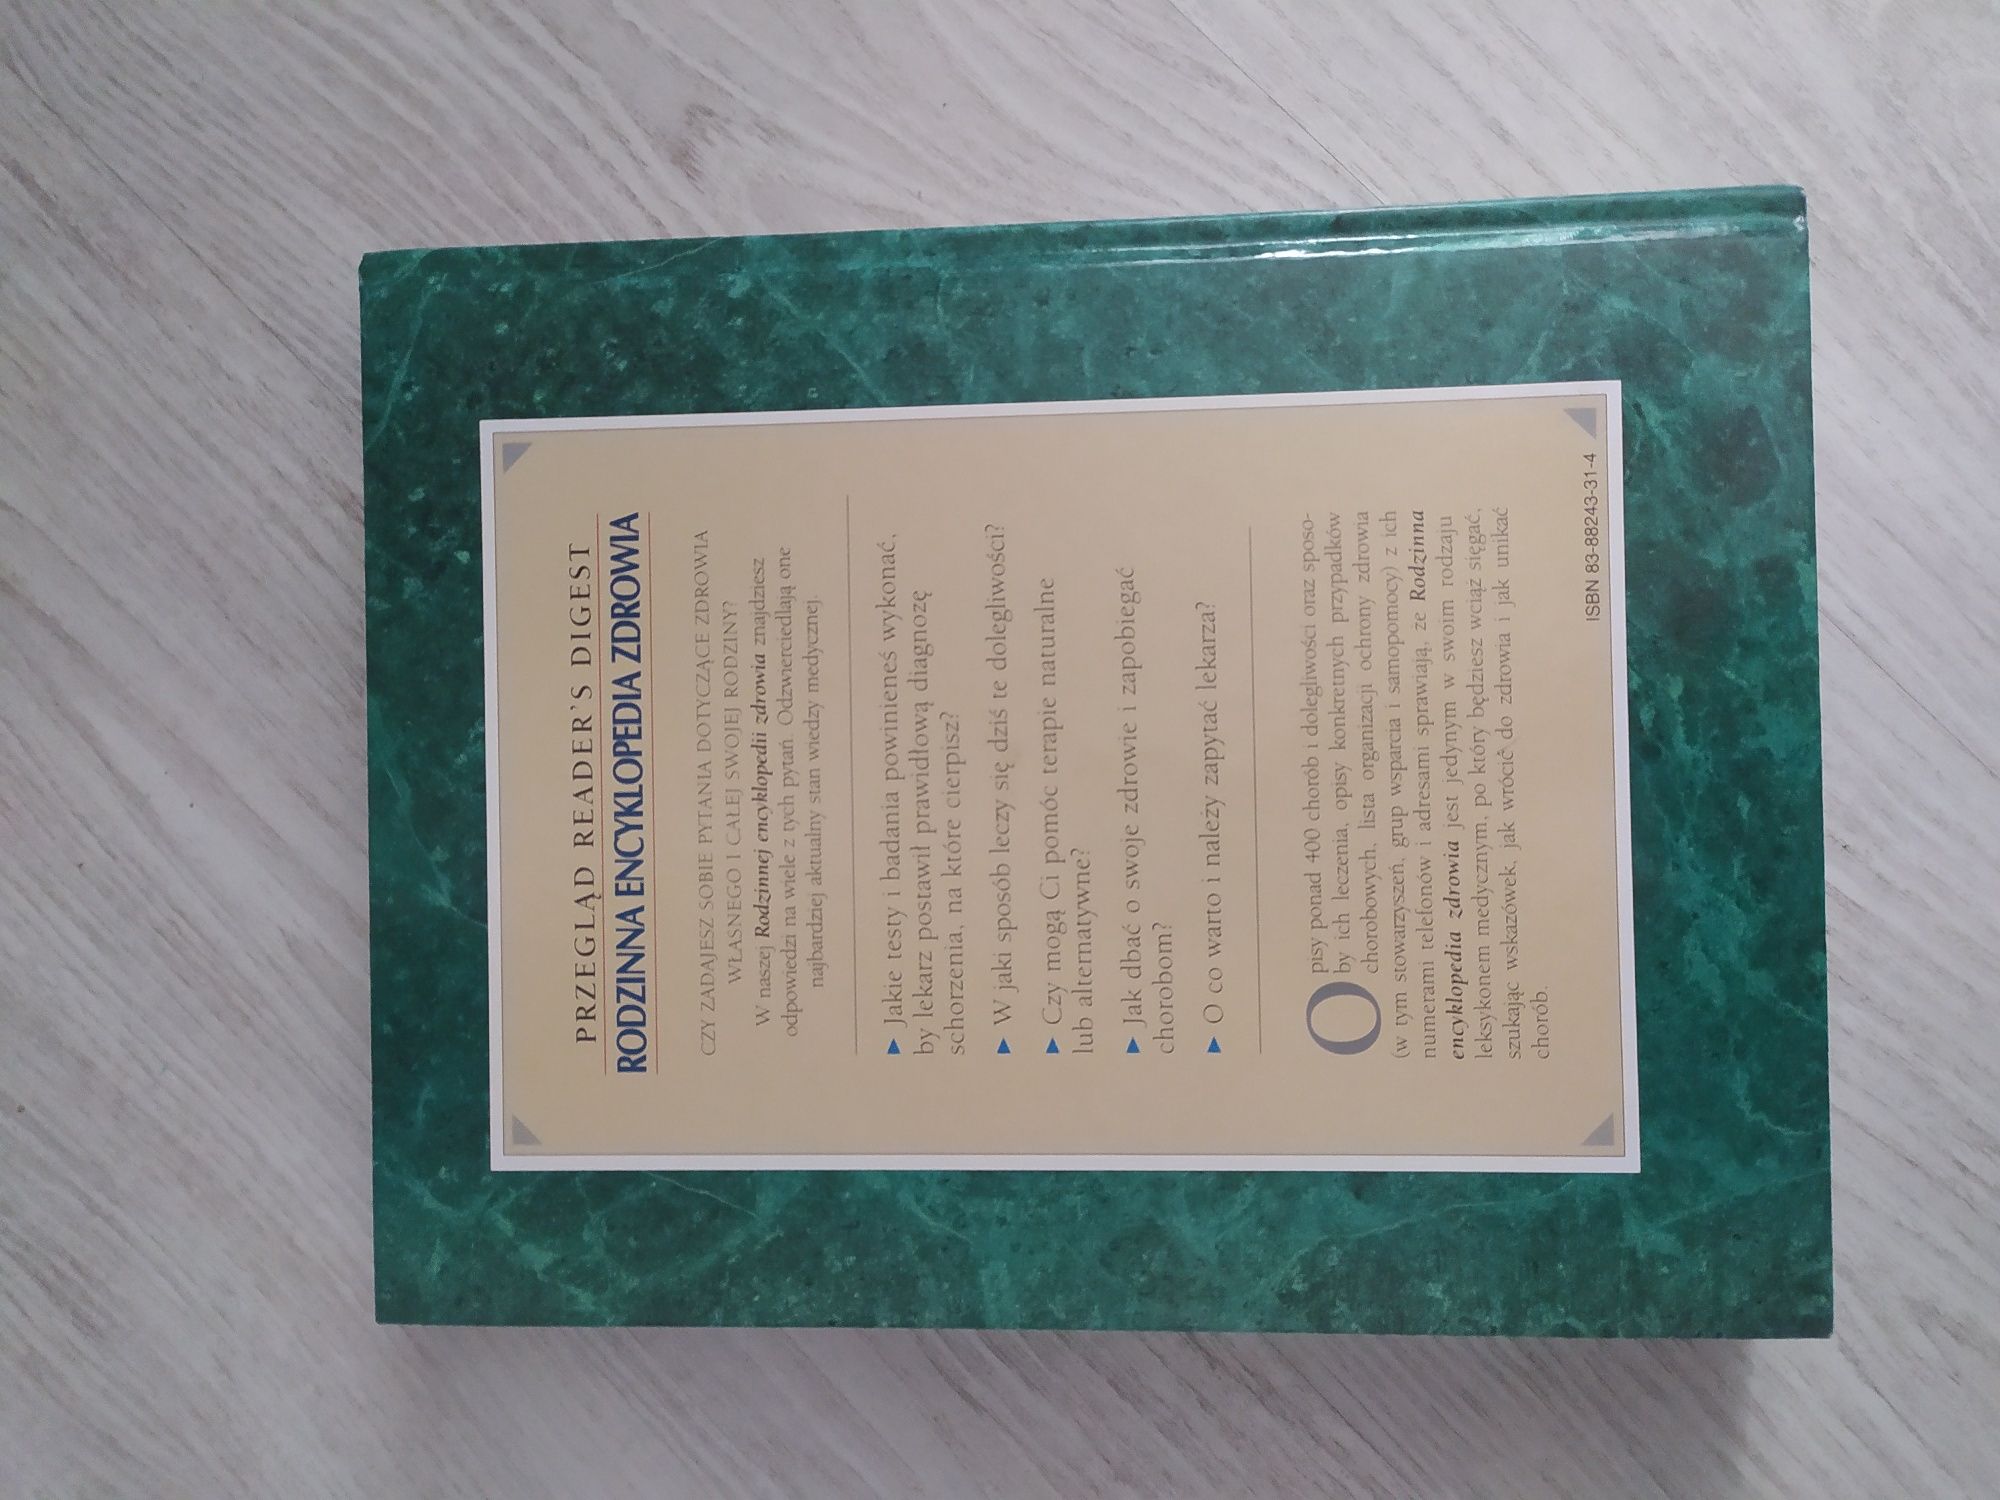 PRZEGLĄD READER'S DIGEST
RODZINNA ENCYKLOPEDIA ZDROWIA
CZY ZADAJESZ SOBIE PYTANIA DOTYCZĄCE ZDROWIA
WŁASNEGO I CAŁEJ SWOJEJ RODZINY?
W naszej Rodzinnej encyklopedii zdrowia znajdziesz
odpowiedzi na wiele z tych pytań. Odzwierciedlają one
najbardziej aktualny stan wiedzy medycznej.
▶ Jakie testy i badania powinieneś wykonać,
by lekarz postawił prawidłową diagnozę
schorzenia, na które cierpisz?
▶ W jaki sposób leczy się dziś te dolegliwości?
▶ Czy mogą Ci pomóc terapie naturalne
lub alternatywne?
▶ Jak dbać o swoje zdrowie i zapobiegać
chorobom?
▶ O co warto i należy zapytać lekarza?
Opisy ponad 400 chorób i dolegliwości oraz sposo-
by ich leczenia, opisy konkretnych przypadków
chorobowych, lista organizacji ochrony zdrowia
(w tym stowarzyszeń, grup wsparcia i samopomocy) z ich
numerami telefonów i adresami sprawiają, że Rodzinna
encyklopedia zdrowia jest jedynym w swoim rodzaju
leksykonem medycznym, po który będziesz wciąż sięgać,
szukając wskazówek, jak wrócić do zdrowia i jak unikać
chorób.
ISBN 83-88243-31-4